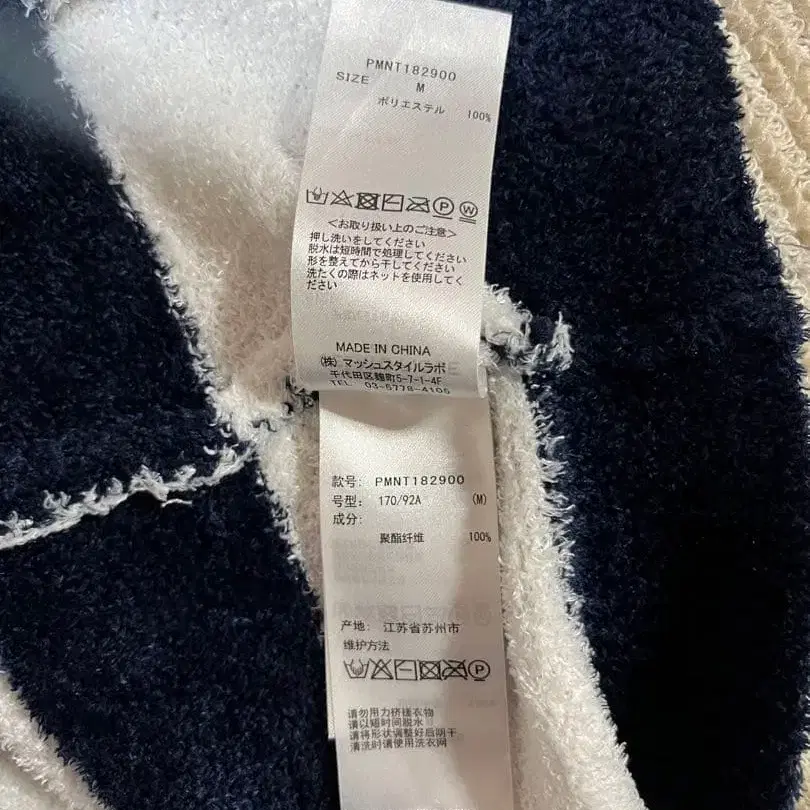 PMNT182900
SIZE M
ポリエステル 100%
P W
＜お取り扱い上のご注意＞
押し洗いをしてください
脱水は短時間で処理してください
形を整えてから干してください
洗たくの際はネットを使用してく
ださい
MADE IN CHINA
(株) マッシュスタイルラボ
千代田区麹町5-7-1-4F
TEL 03-5778-4106
款号: PMNT182900
号型: 170/92A (M)
成分:
聚酯纤维 100%
产地: 江苏省苏州市
维护方法
P
请勿用力挤搓衣物
请以短时间脱水
请将形状调整好后阴干
清洗时请使用洗衣网